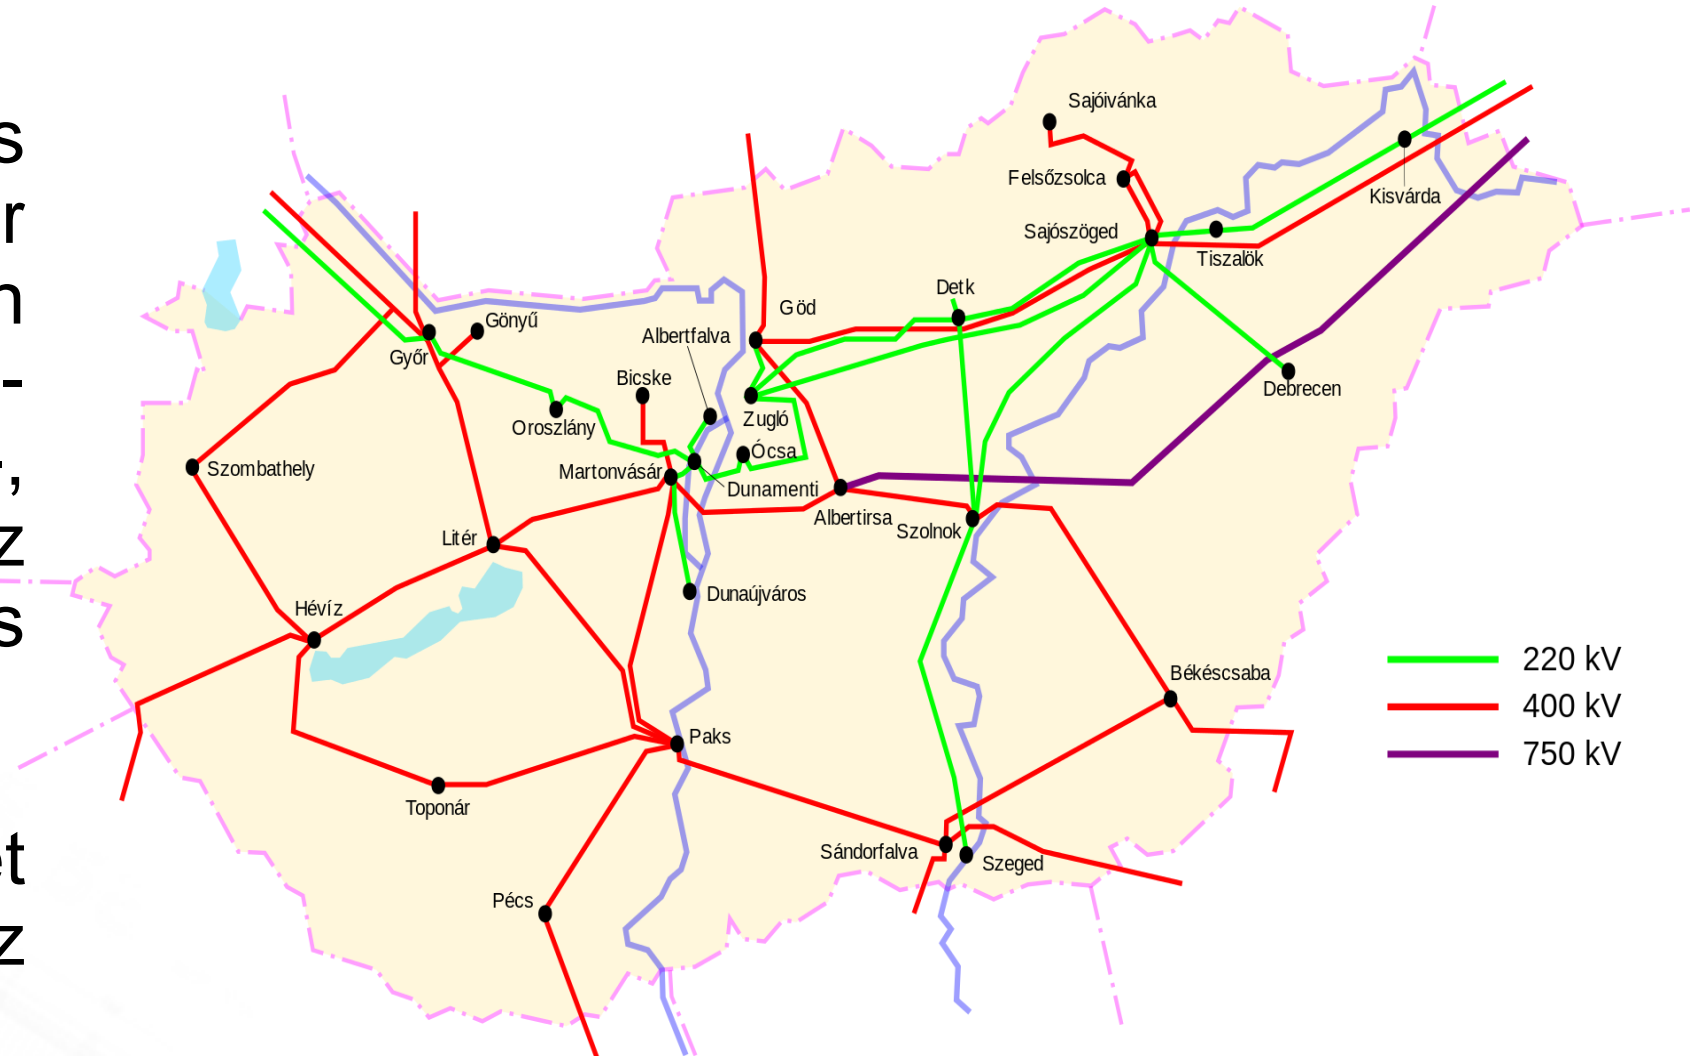 s
r
n
-
,
z
s
et
z
Sajóivánka
Felsőzsolca
Sajószöged
Kisvárda
Tiszalök
Detk
Göd
Gönyű
Albertfalva
Győr
Bicske
Debrecen
Oroszlány
Zugló
Ócsa
Szombathely
Martonvásár
Dunamenti
Albertirsa
Szolnok
Litér
Dunaújváros
Hévíz
Békéscsaba
Paks
Toponár
Sándorfalva
Szeged
Pécs
220 kV
400 kV
750 kV